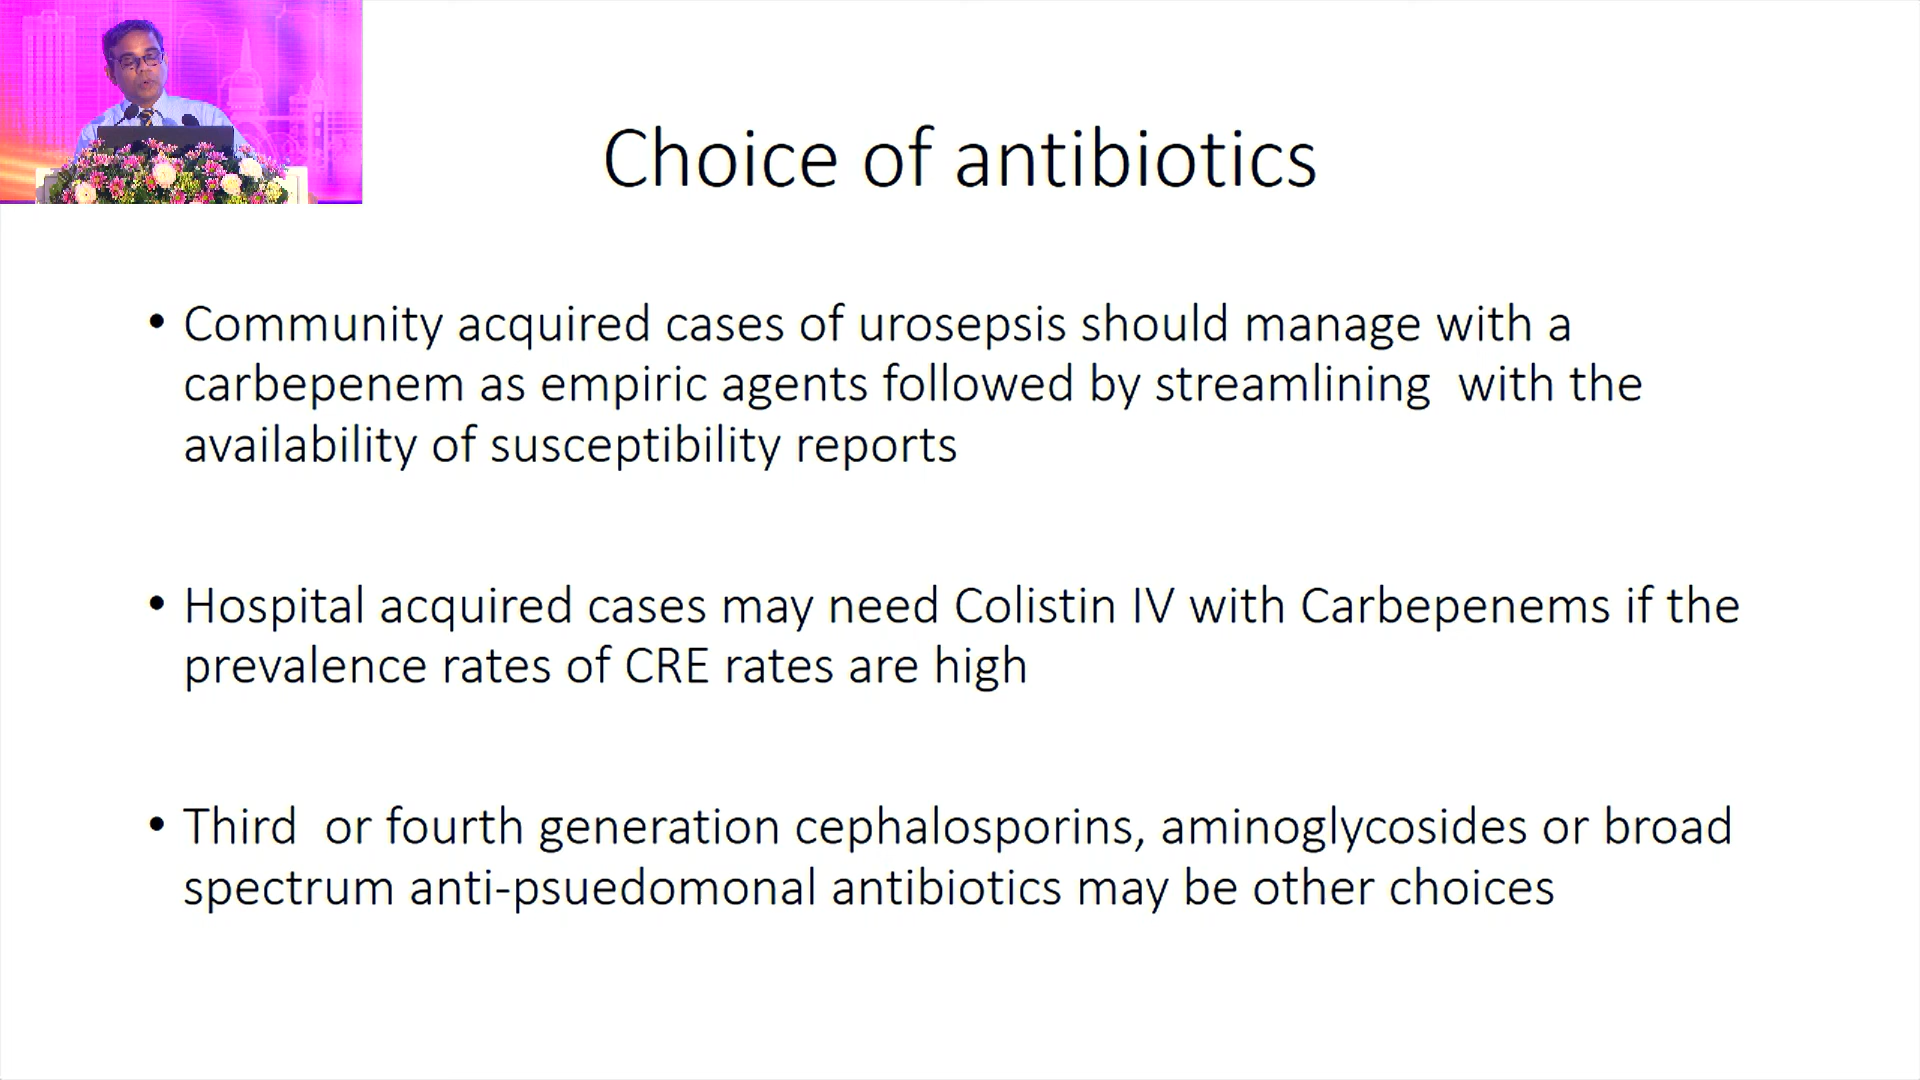 Choice of antibiotics
• Community acquired cases of urosepsis should manage with a
carbepenem as empiric agents followed by streamlining with the
availability of susceptibility reports
• Hospital acquired cases may need Colistin IV with Carbepenems if the
prevalence rates of CRE rates are high
• Third or fourth generation cephalosporins, aminoglycosides or broad
spectrum anti-psuedomonal antibiotics may be other choices